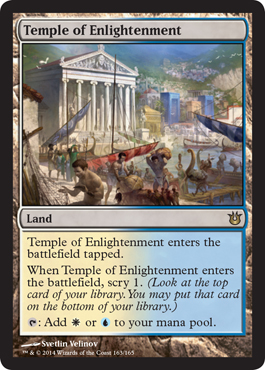 Temple of Enlightenment
Land
Temple of Enlightenment enters the
battlefield tapped.
When Temple of Enlightenment enters
the battlefield, scry 1. (Look at the top
card of your library. You may put that card
on the bottom of your library.)
: Add or to your mana pool.
Svetlin Velinov
™ & © 2014 Wizards of the Coast 163/165